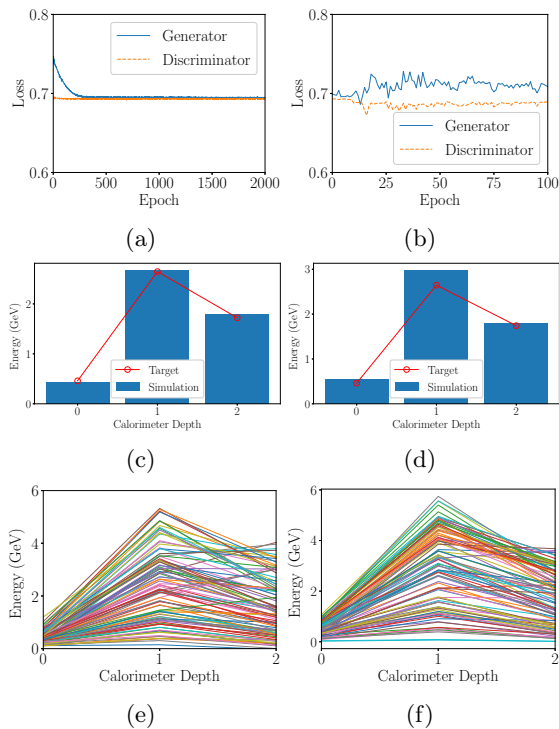 0.8
0.7
0.6
Loss
Generator
Discriminator
0 500 1000 1500 2000
Epoch
(a)
0.8
0.7
0.6
Loss
Generator
Discriminator
0 25 50 75 100
Epoch
(b)
2
1
0
Energy (GeV)
Target
Simulation
0 1 2
Calorimeter Depth
(c)
3
2
1
0
Energy (GeV)
Target
Simulation
0 1 2
Calorimeter Depth
(d)
6
4
2
0
Energy (GeV)
0 1 2
Calorimeter Depth
(e)
6
4
2
0
Energy (GeV)
0 1 2
Calorimeter Depth
(f)